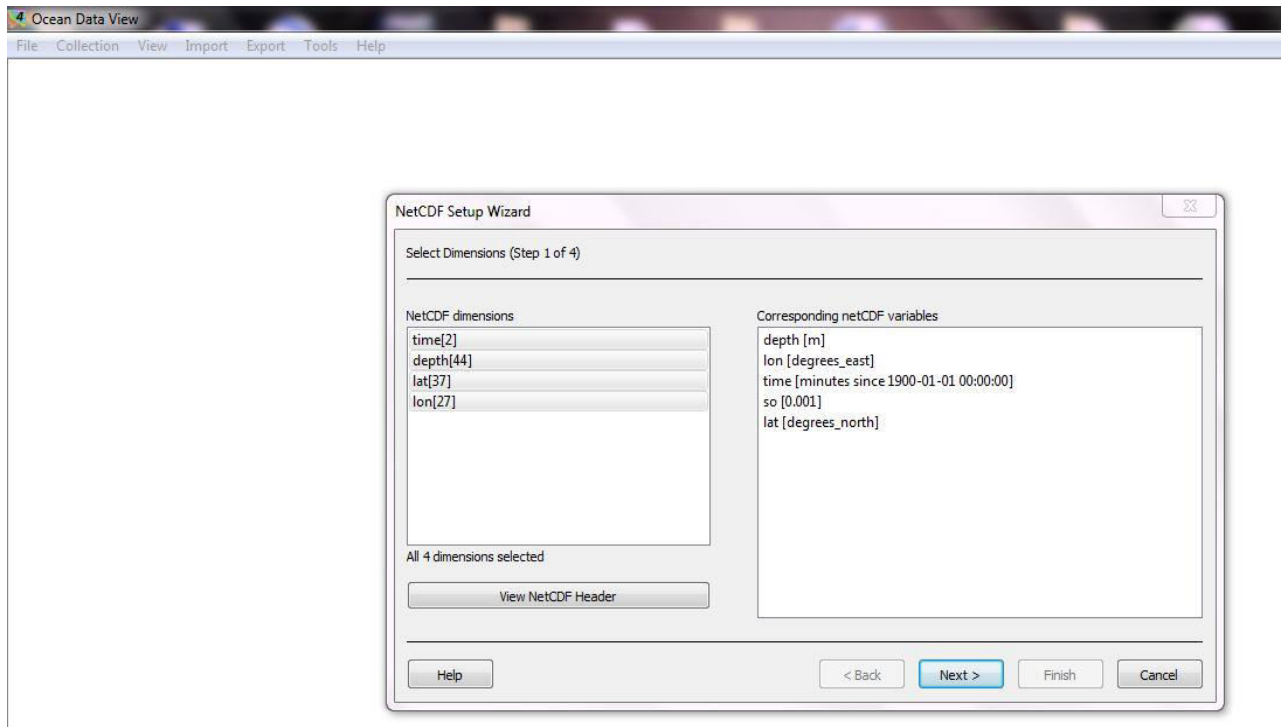 4 Ocean Data View
File Collection View Import Export Tools Help
NetCDF Setup Wizard
Select Dimensions (Step 1 of 4)
NetCDF dimensions
time[2]
depth[44]
lat[37]
lon[27]
All 4 dimensions selected
View NetCDF Header
Corresponding netCDF variables
depth [m]
lon [degrees_east]
time [minutes since 1900-01-01 00:00:00]
so [0.001]
lat [degrees_north]
Help
< Back
Next >
Finish
Cancel